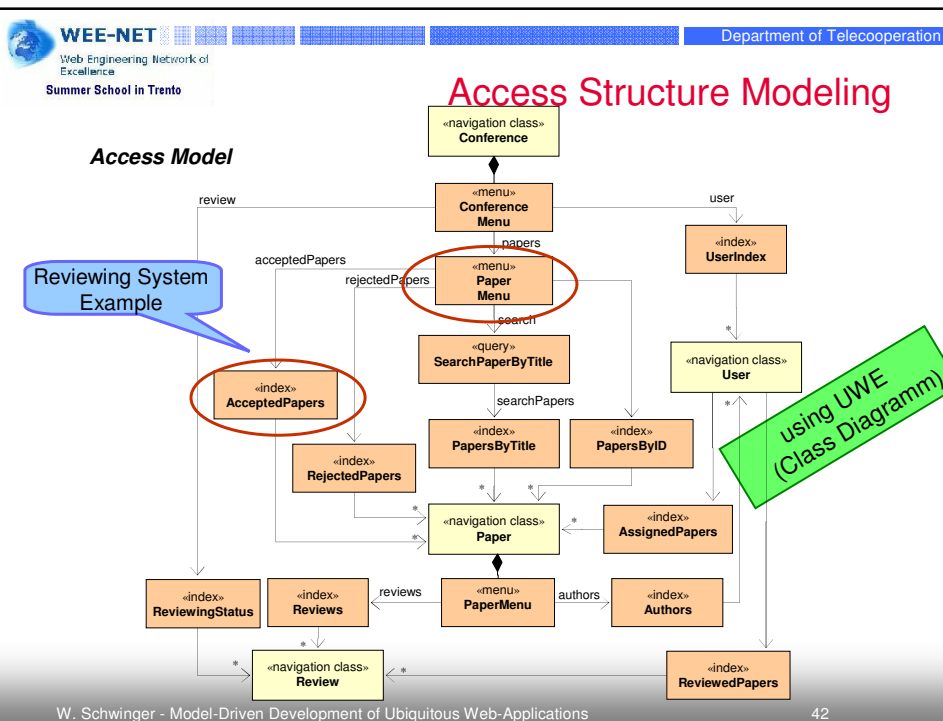 WEE-NET
Department of Telecooperation
Web Engineering Network of
Excellence
Summer School in Trento
Access Structure Modeling
Access Model
«navigation class»
Conference
«menu»
Conference
Menu
review
user
papers
«index»
UserIndex
acceptedPapers
rejectedPapers
«menu»
Paper
Menu
Reviewing System
Example
search
«query»
SearchPaperByTitle
«navigation class»
User
*
*
using UWE
(Class Diagramm)
«index»
AcceptedPapers
searchPapers
«index»
PapersByTitle
«index»
PapersByID
«index»
RejectedPapers
*
*
*
*
*
«navigation class»
Paper
«index»
AssignedPapers
«index»
ReviewingStatus
«index»
Reviews
reviews
«menu»
PaperMenu
authors
«index»
Authors
*
*
*
«navigation class»
Review
«index»
ReviewedPapers
W. Schwinger - Model-Driven Development of Ubiquitous Web-Applications
42